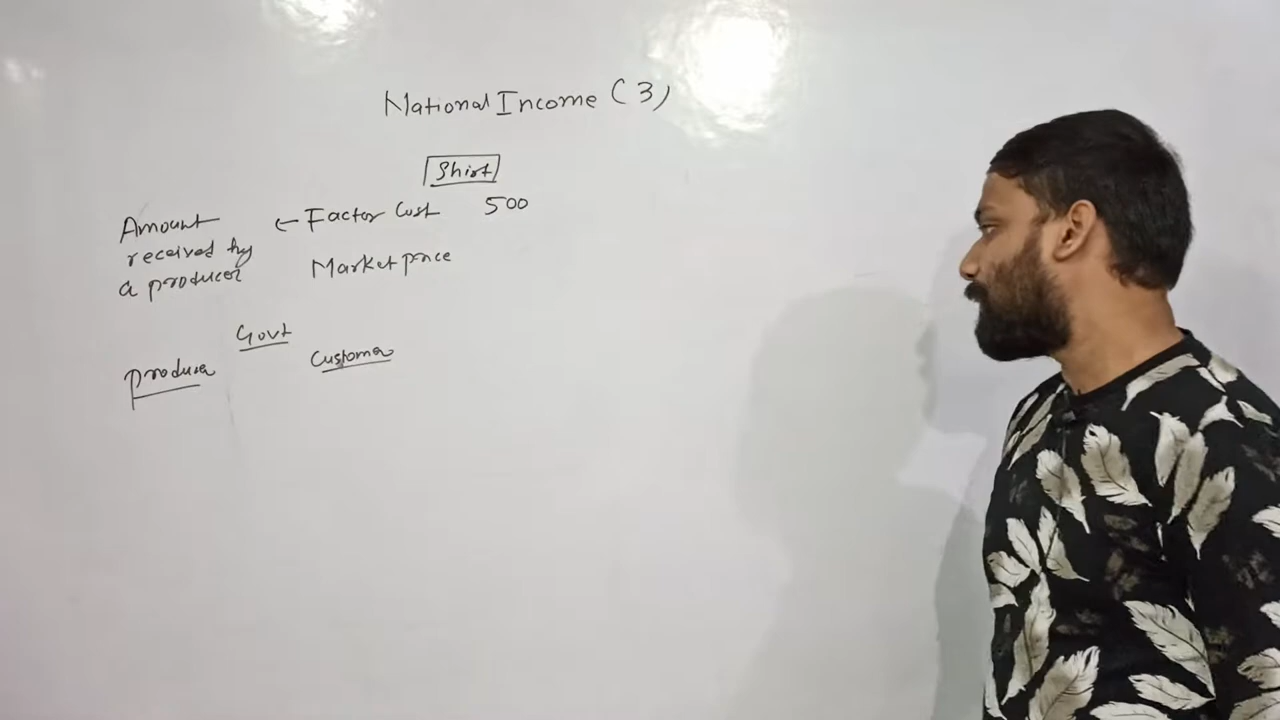 National Income (3)
Shirt
Amount ← Factor Cost 500
received by
a producer Market price
Govt
Producer Customer